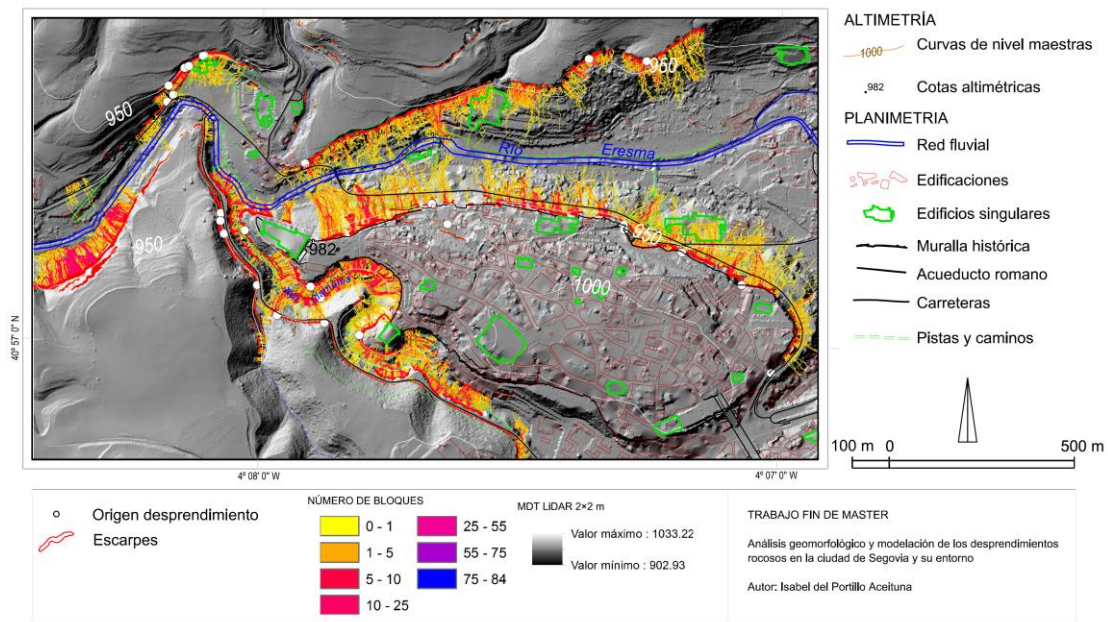 950
950
950
950
982
1000
Río
Eresma
40º 57' 0" N
4º 08' 0" W
4º 07' 0" W
ALTIMETRÍA
1000
Curvas de nivel maestras
.982
Cotas altimétricas
PLANIMETRIA
Red fluvial
Edificaciones
Edificios singulares
Muralla histórica
Acueducto romano
Carreteras
Pistas y caminos
100 m 0 500 m
Origen desprendimiento
Escarpes
NÚMERO DE BLOQUES
0 - 1
1 - 5
5 - 10
10 - 25
25 - 55
55 - 75
75 - 84
MDT LiDAR 2×2 m
Valor máximo : 1033.22
Valor mínimo : 902.93
TRABAJO FIN DE MASTER
Análisis geomorfológico y modelación de los desprendimientos
rocosos en la ciudad de Segovia y su entorno
Autor: Isabel del Portillo Aceituna